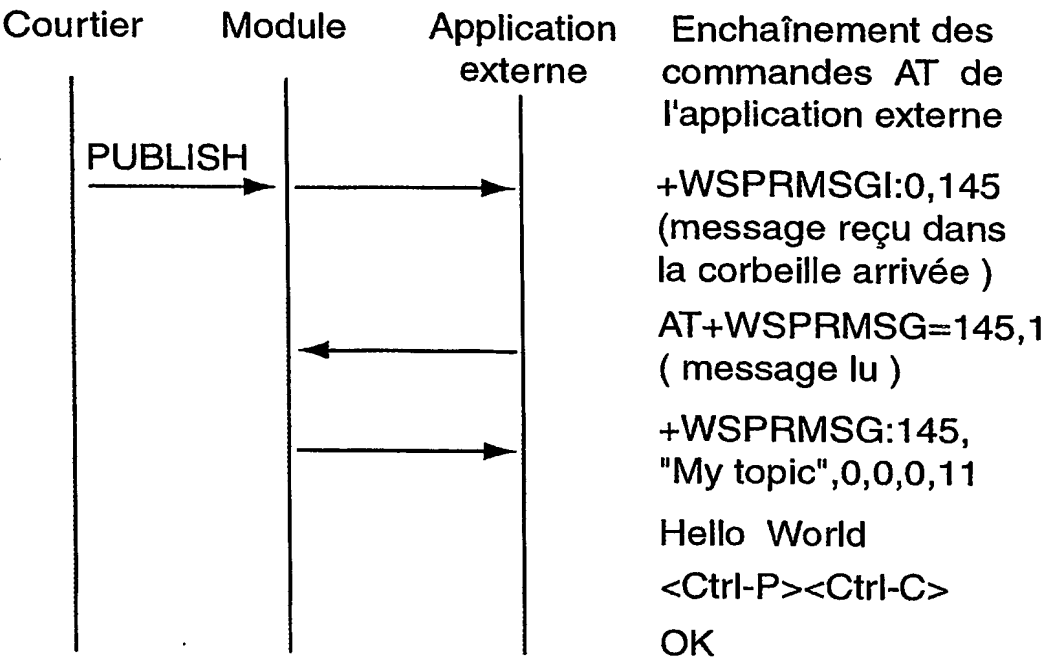 Courtier
Module
Application
externe
Enchaînement des
commandes AT de
l'application externe
PUBLISH
+WSPRMSGI:0,145
(message reçu dans
la corbeille arrivée )
AT+WSPRMSG=145,1
( message lu )
+WSPRMSG:145,
"My topic",0,0,0,11
Hello World
<Ctrl-P><Ctrl-C>
OK